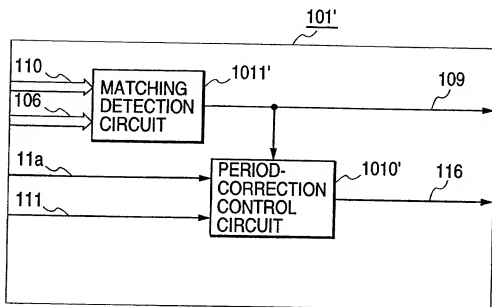 101'
110
1011'
MATCHING
DETECTION
CIRCUIT
106
109
11a
PERIOD-
CORRECTION
CONTROL
CIRCUIT
1010'
116
111